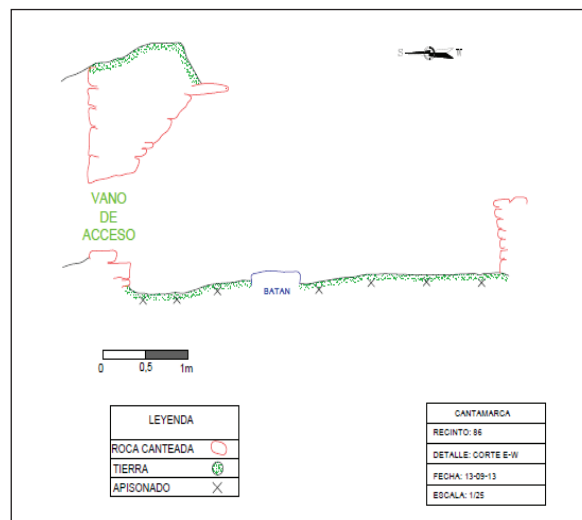 S N
VANO
DE
ACCESO
BATAN
0 0,5 1m
LEYENDA
ROCA CANTEADA
TIERRA
APISONADO
CANTAMARCA
RECINTO: 86
DETALLE: CORTE E-W
FECHA: 13-09-13
ESCALA: 1/25